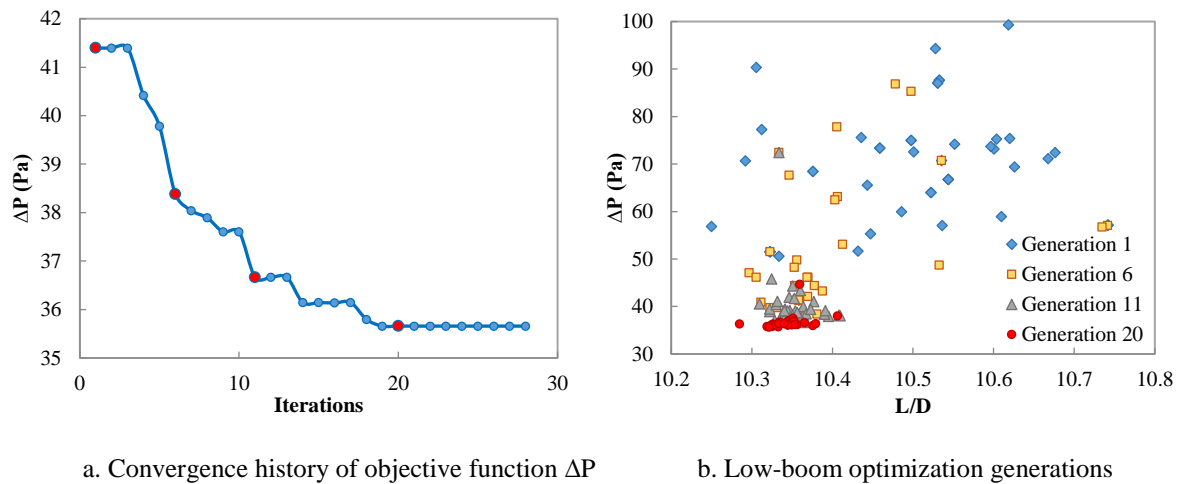 42
41
40
39
38
37
36
35
ΔP (Pa)
0
10
20
30
Iterations
100
90
80
70
60
50
40
30
ΔP (Pa)
10.2
10.3
10.4
10.5
10.6
10.7
10.8
L/D
Generation 1
Generation 6
Generation 11
Generation 20
a. Convergence history of objective function ΔP
b. Low-boom optimization generations